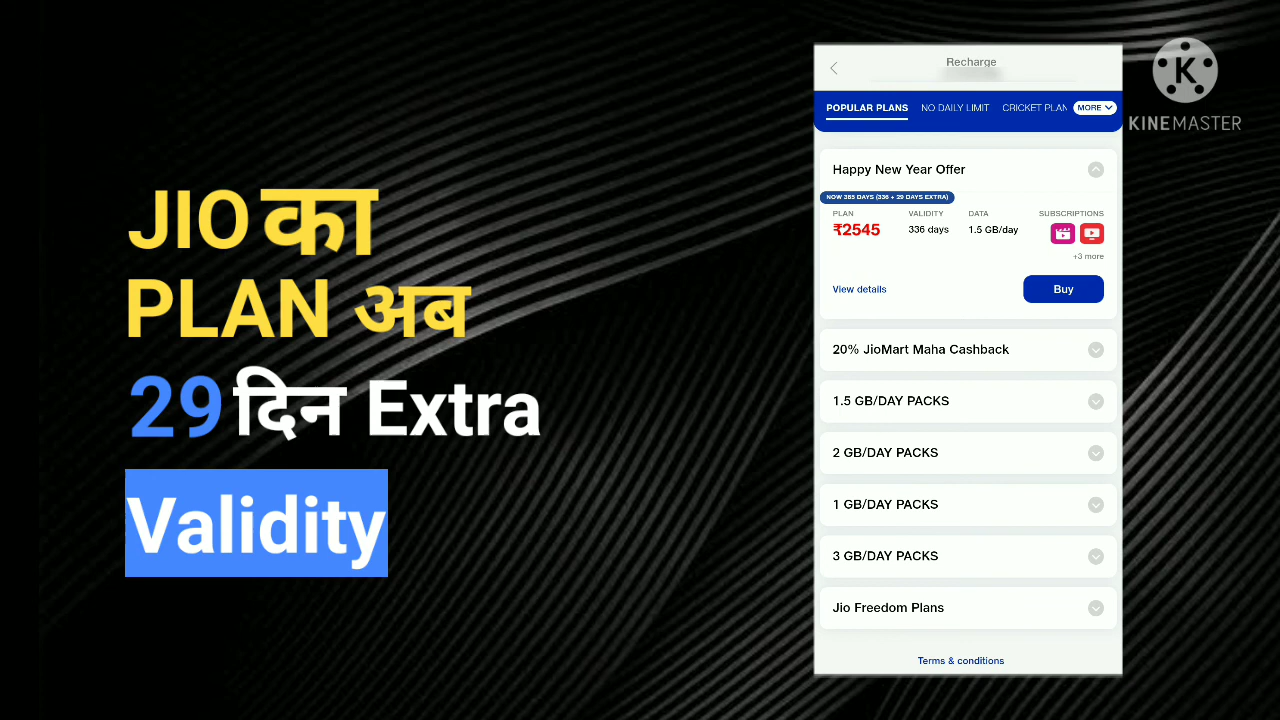 JIO का
PLAN अब
29 दिन Extra
Validity
Recharge
POPULAR PLANS NO DAILY LIMIT CRICKET PLAN MORE
Happy New Year Offer
NOW 365 DAYS (336 + 29 DAYS EXTRA)
PLAN VALIDITY DATA SUBSCRIPTIONS
₹2545 336 days 1.5 GB/day
+3 more
View details Buy
20% JioMart Maha Cashback
1.5 GB/DAY PACKS
2 GB/DAY PACKS
1 GB/DAY PACKS
3 GB/DAY PACKS
Jio Freedom Plans
Terms & conditions
K
KINEMASTER